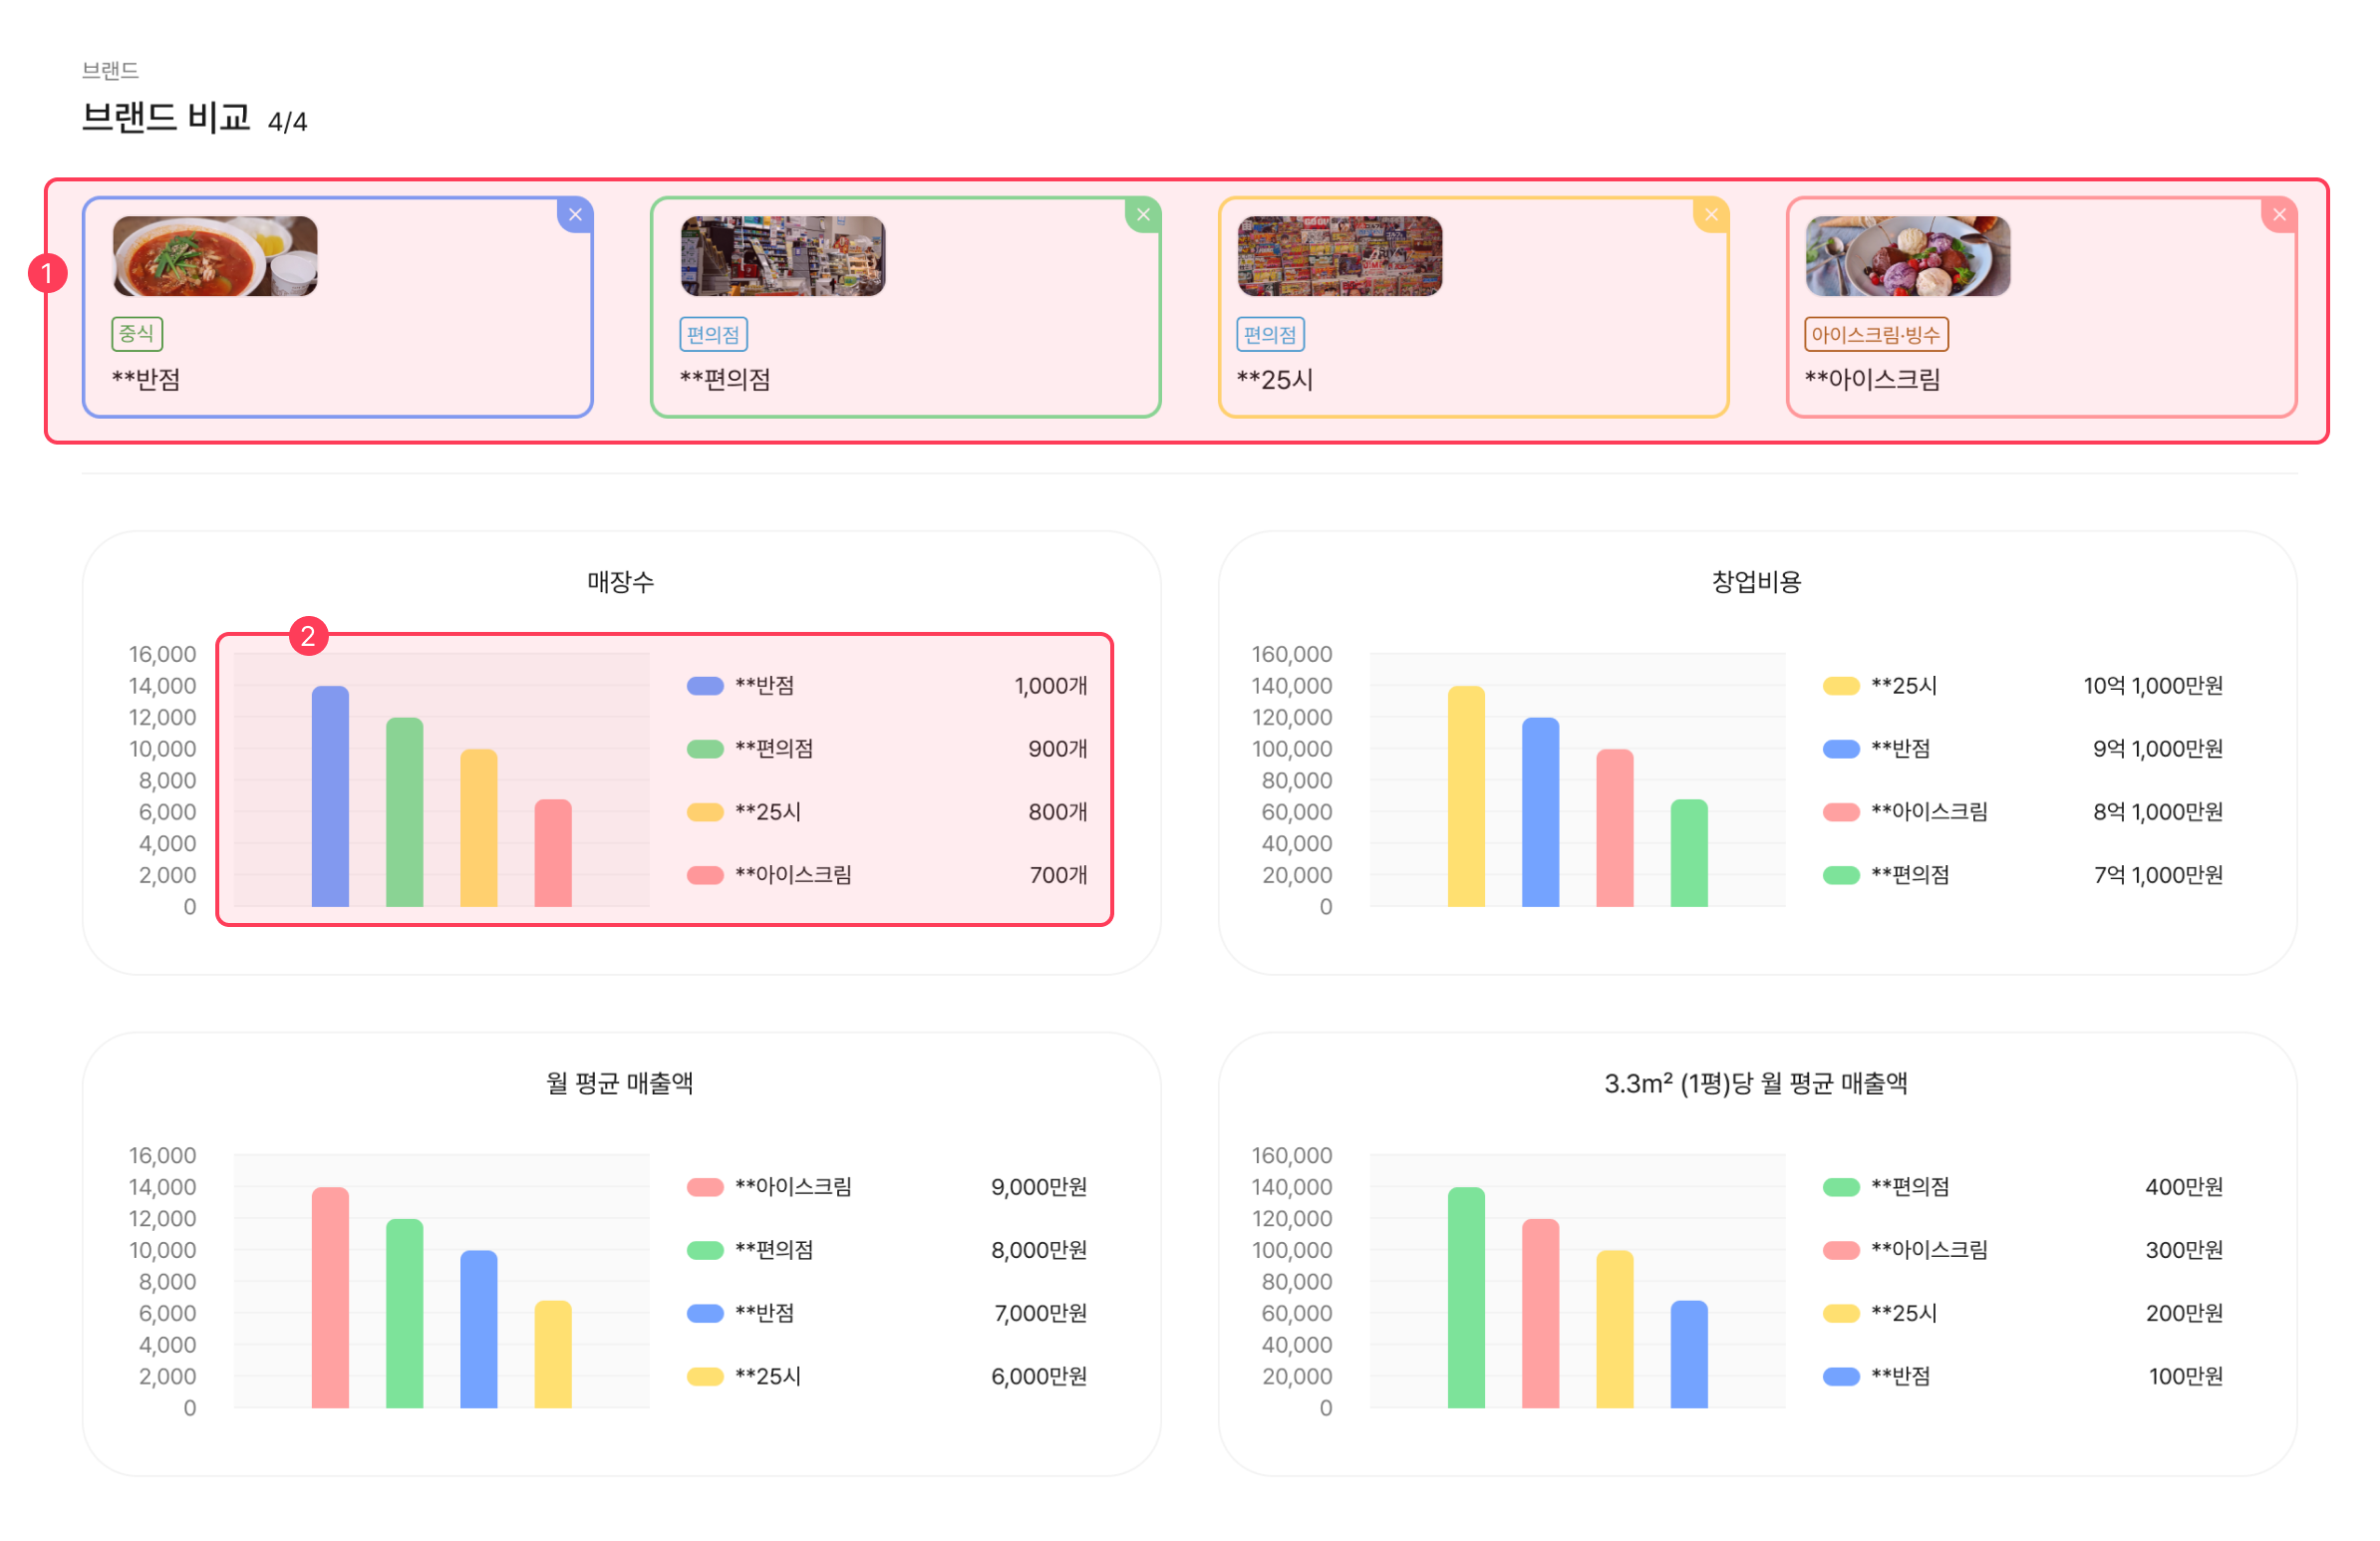 브랜드
브랜드 비교 4/4
1
중식
**반점
편의점
**편의점
편의점
**25시
아이스크림·빙수
**아이스크림
매장수
2
16,000
14,000
12,000
10,000
8,000
6,000
4,000
2,000
0
**반점 1,000개
**편의점 900개
**25시 800개
**아이스크림 700개
창업비용
160,000
140,000
120,000
100,000
80,000
60,000
40,000
20,000
0
**25시 10억 1,000만원
**반점 9억 1,000만원
**아이스크림 8억 1,000만원
**편의점 7억 1,000만원
월 평균 매출액
16,000
14,000
12,000
10,000
8,000
6,000
4,000
2,000
0
**아이스크림 9,000만원
**편의점 8,000만원
**반점 7,000만원
**25시 6,000만원
3.3m² (1평)당 월 평균 매출액
160,000
140,000
120,000
100,000
80,000
60,000
40,000
20,000
0
**편의점 400만원
**아이스크림 300만원
**25시 200만원
**반점 100만원